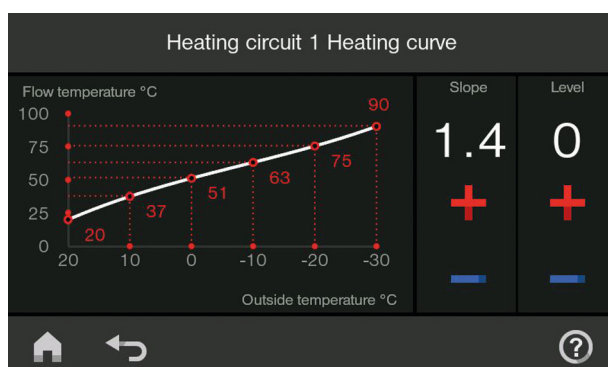 Heating circuit 1 Heating curve
Flow temperature °C
Slope
Level
100
75
50
25
0
90
75
63
51
37
20
1.4
0
20 10 0 -10 -20 -30
Outside temperature °C
?